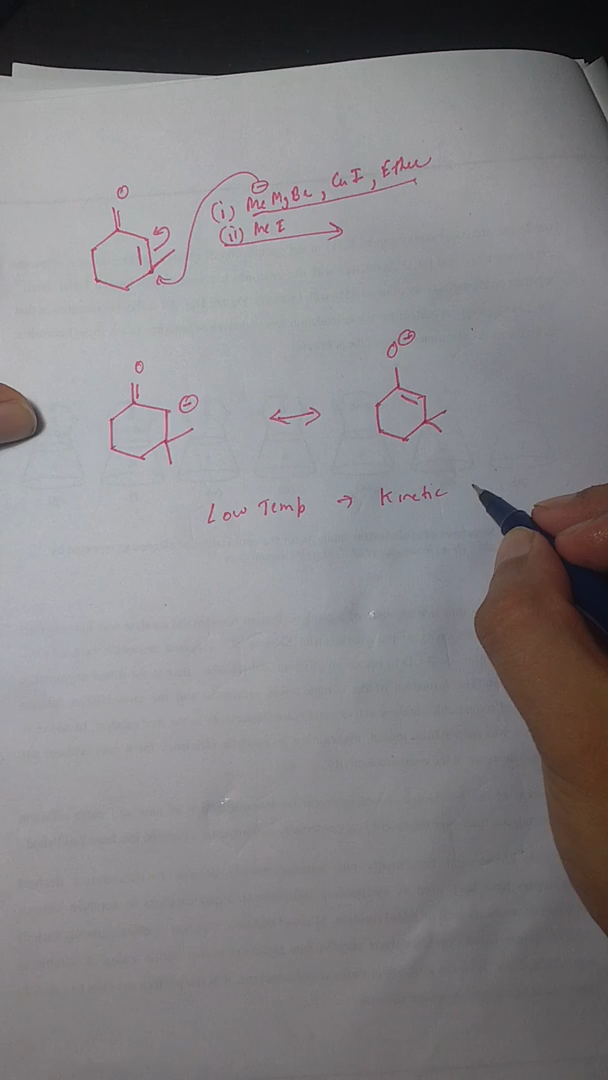 O
(i) MeMgBr, CuI, Ether
(ii) MeI
O
O
Low Temp → Kinetic